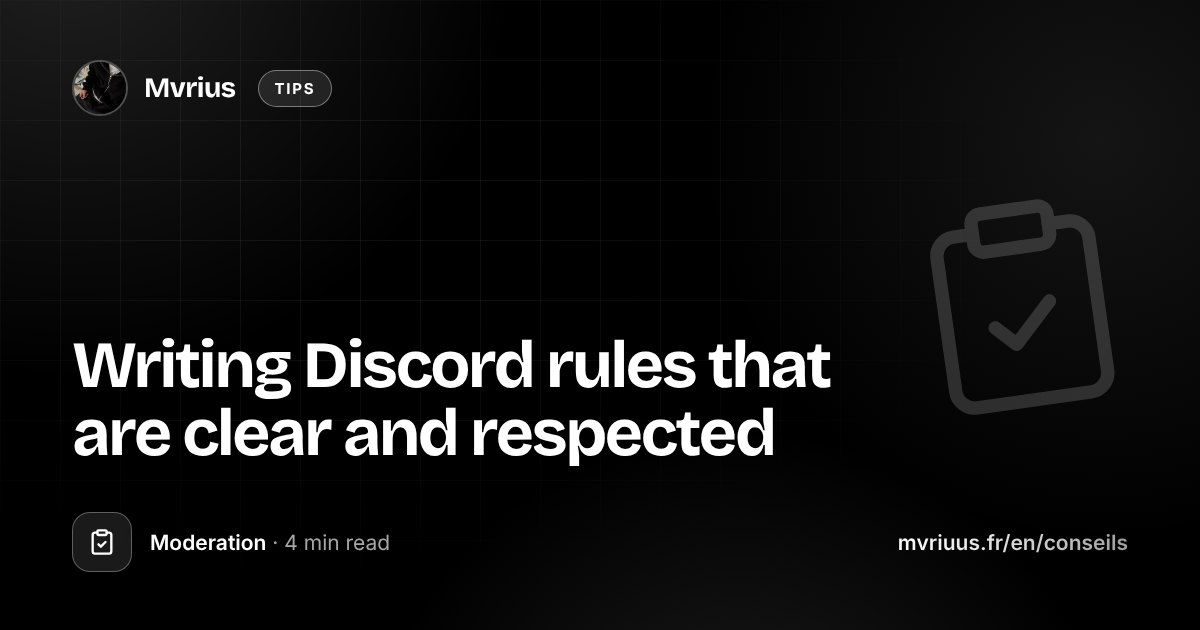 Mvrius
TIPS
Writing Discord rules that
are clear and respected
Moderation · 4 min read
mvriuus.fr/en/conseils